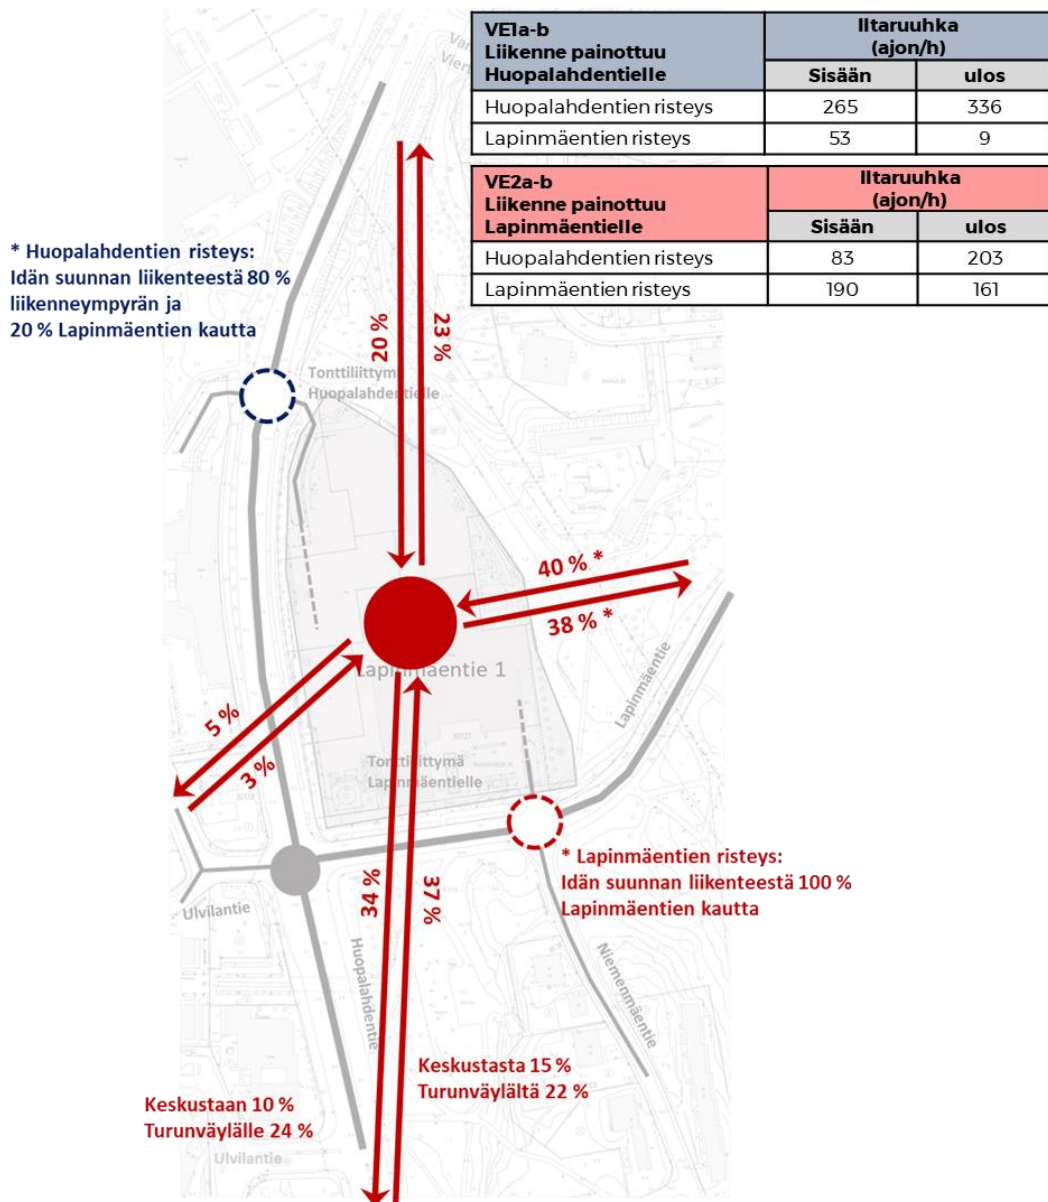 VE1a-b
Liikenne painottuu
Huopalahdentielle
Iltaruuhka
(ajon/h)
Sisään ulos
Huopalahdentien risteys 265 336
Lapinmäentien risteys 53 9
VE2a-b
Liikenne painottuu
Lapinmäentielle
Iltaruuhka
(ajon/h)
Sisään ulos
Huopalahdentien risteys 83 203
Lapinmäentien risteys 190 161
* Huopalahdentien risteys:
Idän suunnan liikenteestä 80 %
liikenneympyrän ja
20 % Lapinmäentien kautta
20 %
23 %
Tonttiliittymä
Huopalahdentielle
40 % *
38 % *
Lapinmäentie 1
Lapinmäentie
5 %
3 %
Tonttiliittymä
Lapinmäentielle
* Lapinmäentien risteys:
Idän suunnan liikenteestä 100 %
Lapinmäentien kautta
34 %
37 %
Ulvilantie
Huopalahdentie
Niemenmäentie
Keskustasta 15 %
Turunväylältä 22 %
Keskustaan 10 %
Turunväylälle 24 %
Ulvilantie